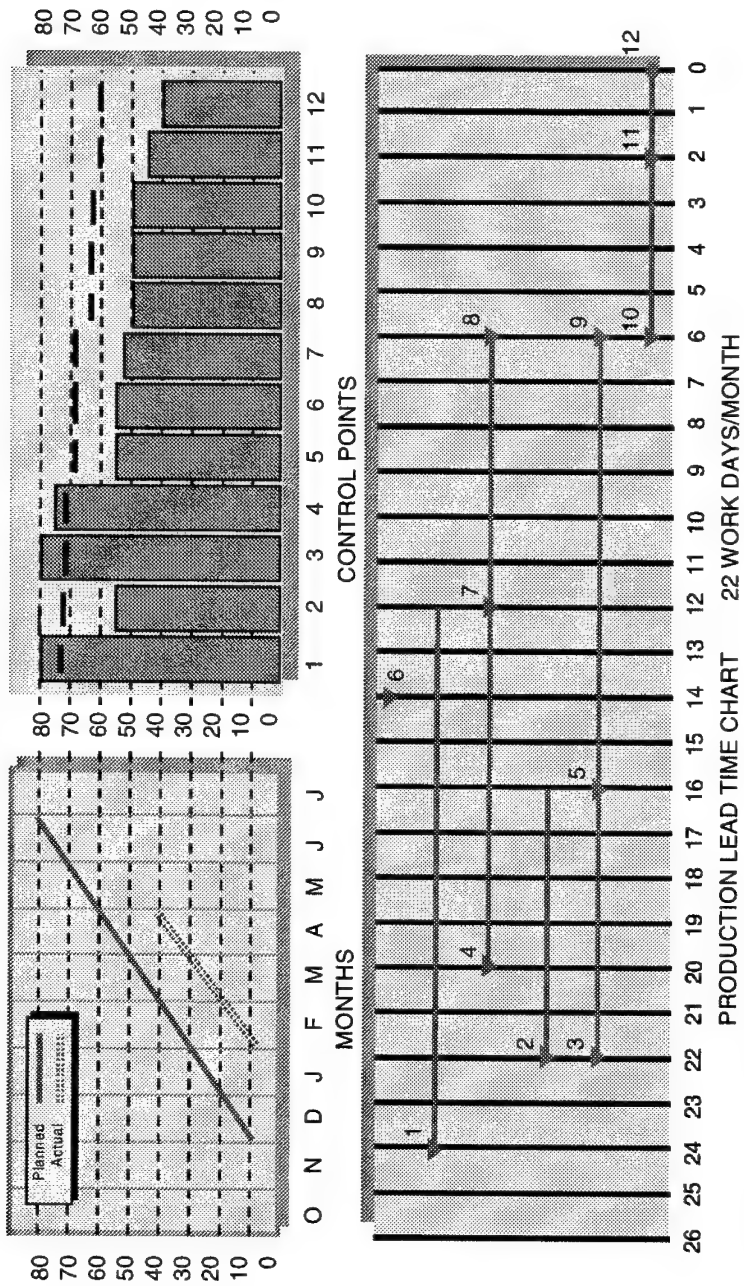 80
70
60
50
40
30
20
10
0
Planned
Actual
O N D J F M A M J J
MONTHS
80
70
60
50
40
30
20
10
0
80
70
60
50
40
30
20
10
0
1 2 3 4 5 6 7 8 9 10 11 12
CONTROL POINTS
6
1
4 7 8
2
3 5 9
10 11 12
26 25 24 23 22 21 20 19 18 17 16 15 14 13 12 11 10 9 8 7 6 5 4 3 2 1 0
PRODUCTION LEAD TIME CHART 22 WORK DAYS/MONTH